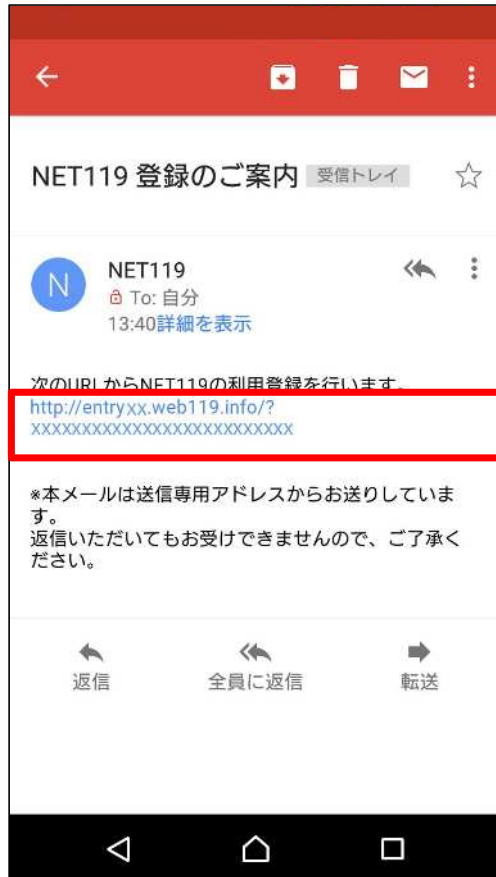 NET119 登録のご案内 受信トレイ
N
NET119
To: 自分
13:40詳細を表示
次のURLからNET119の利用登録を行います。
http://entryxx.web119.info/?
xxxxxxxxxxxxxxxxxxxxxxxxxx
*本メールは送信専用アドレスからお送りしていま
す。
返信いただいてもお受けできませんので、ご了承く
ださい。
返信 全員に返信 転送